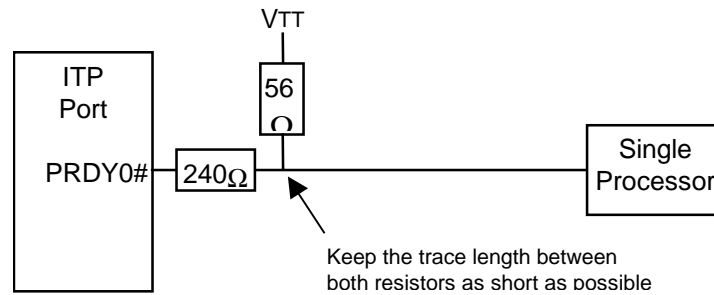 VTT
56
Ω
ITP
Port
PRDY0#
240Ω
Single
Processor
Keep the trace length between
both resistors as short as possible